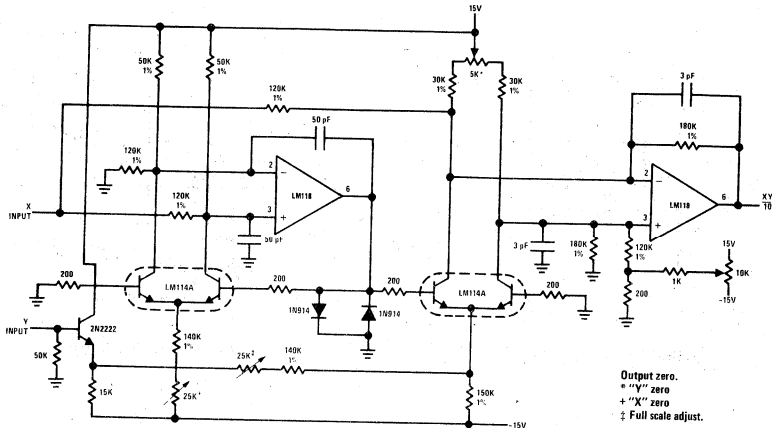 15V
50K
1%
50K
1%
30K
1%
5K*
30K
1%
3 pF
120K
1%
180K
1%
50 pF
120K
1%
2
−
LM118
6
3
+
2
−
LM118
6
3
+
XY
10
X
INPUT
120K
1%
50 pF
3 pF
180K
1%
120K
1%
15V
10K
-15V
1K
200
200
LM114A
200
200
LM114A
200
1N914
1N914
Y
INPUT
2N2222
50K
140K
1%
25K‡
140K
1%
15K
25K+
150K
1%
-15V
Output zero.
* "Y" zero
+ "X" zero
‡ Full scale adjust.